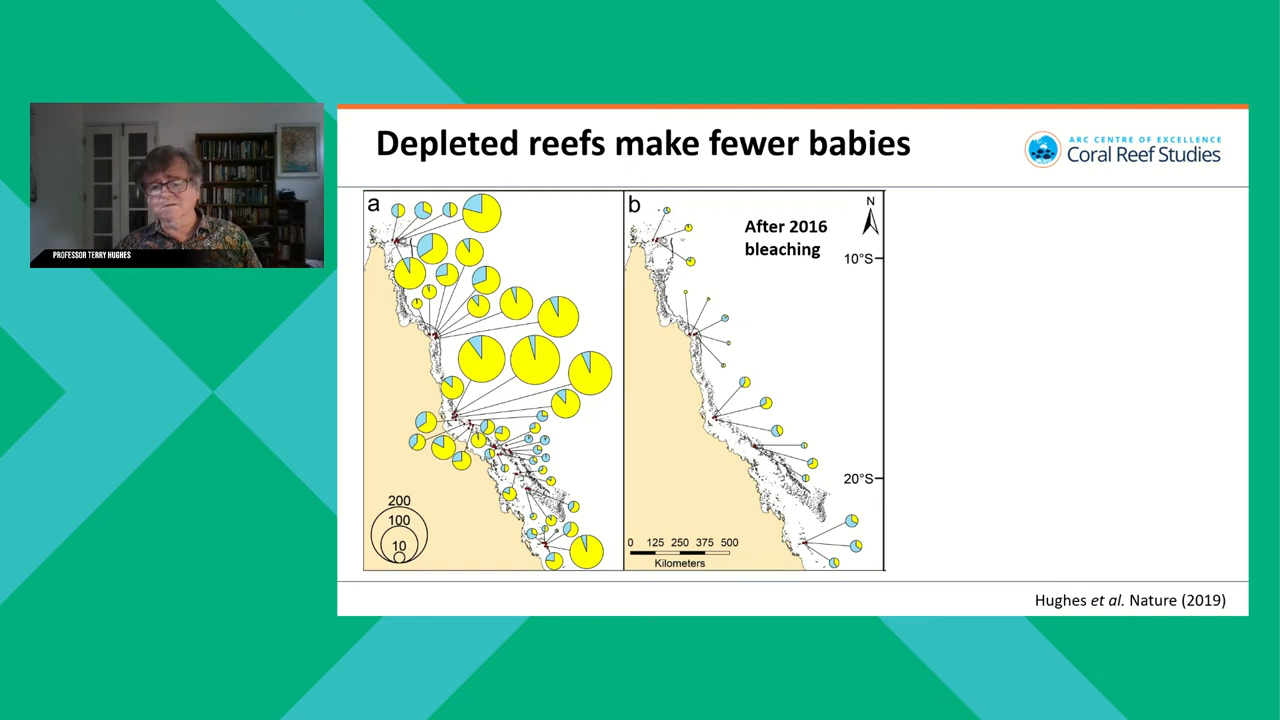 Depleted reefs make fewer babies
ARC CENTRE OF EXCELLENCE
Coral Reef Studies
PROFESSOR TERRY HUGHES
a
b
After 2016
bleaching
N
10°S
20°S
200
100
10
0 125 250 375 500
Kilometers
Hughes et al. Nature (2019)